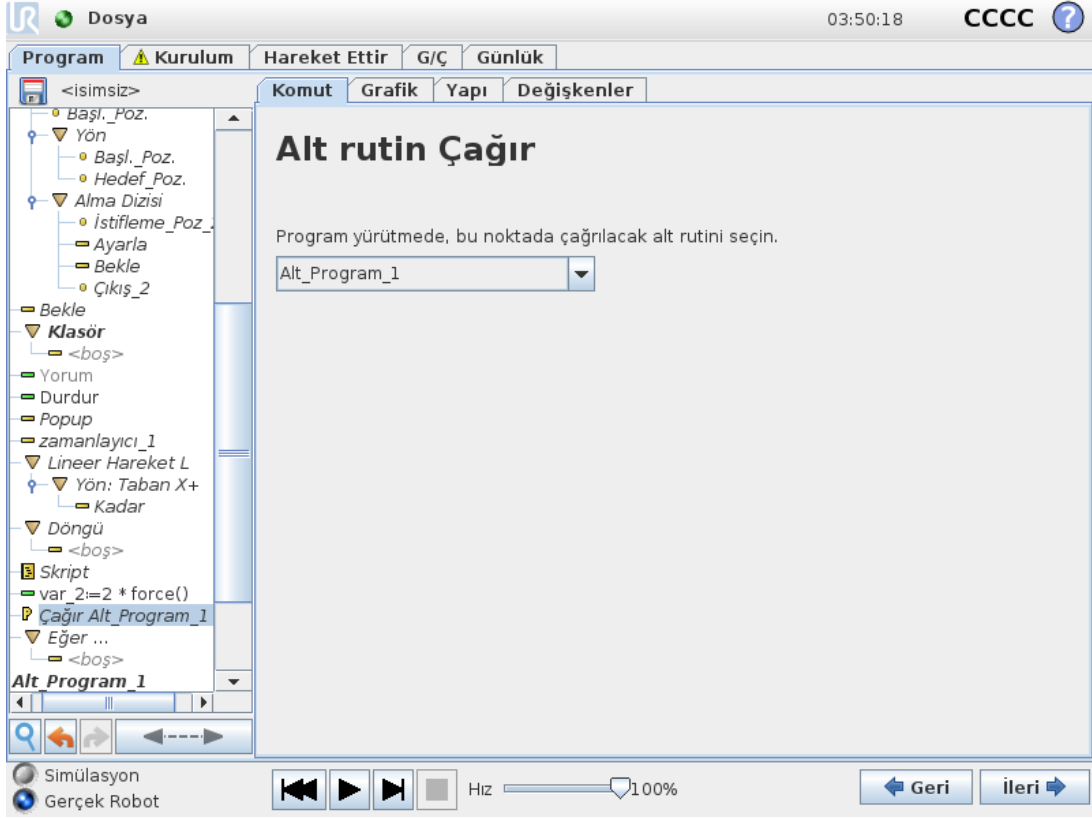 UR Dosya 03:50:18 CCCC ?
Program Kurulum Hareket Ettir G/Ç Günlük
<isimsiz> Komut Grafik Yapı Değişkenler
Başl._Poz.
Yön
Başl._Poz.
Hedef_Poz.
Alma Dizisi
İstifleme_Poz_
Ayarla
Bekle
Çıkış_2
Bekle
Klasör
<boş>
Yorum
Durdur
Popup
zamanlayıcı_1
Lineer Hareket L
Yön: Taban X+
Kadar
Döngü
<boş>
Skript
var_2:=2 * force()
P Çağır Alt_Program_1
Eğer ...
<boş>
Alt_Program_1
Alt rutin Çağır
Program yürütmede, bu noktada çağrılacak alt rutini seçin.
Alt_Program_1
Simülasyon
Gerçek Robot
Hız 100%
Geri İleri